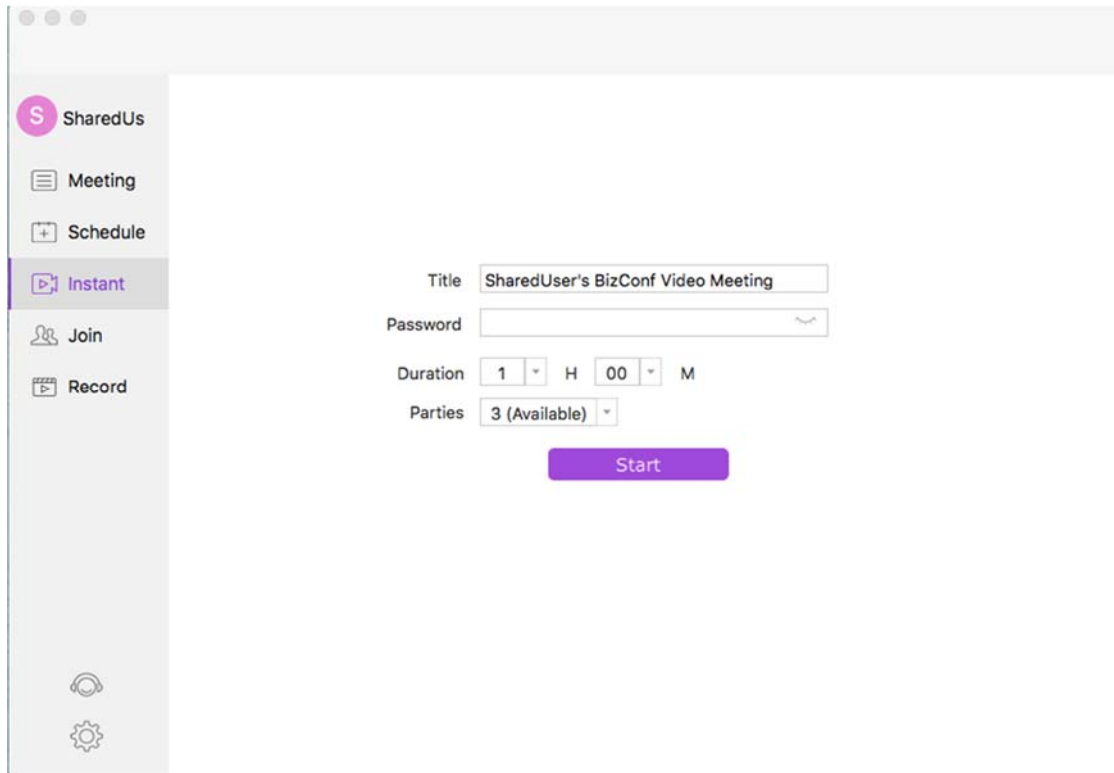 S SharedUs
Meeting
Schedule
Instant
Join
Record
Title SharedUser's BizConf Video Meeting
Password
Duration 1 H 00 M
Parties 3 (Available)
Start